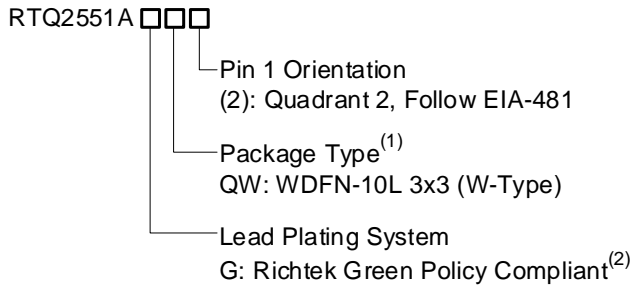 RTQ2551A
Pin 1 Orientation
(2): Quadrant 2, Follow EIA-481
Package Type(1)
QW: WDFN-10L 3x3 (W-Type)
Lead Plating System
G: Richtek Green Policy Compliant(2)